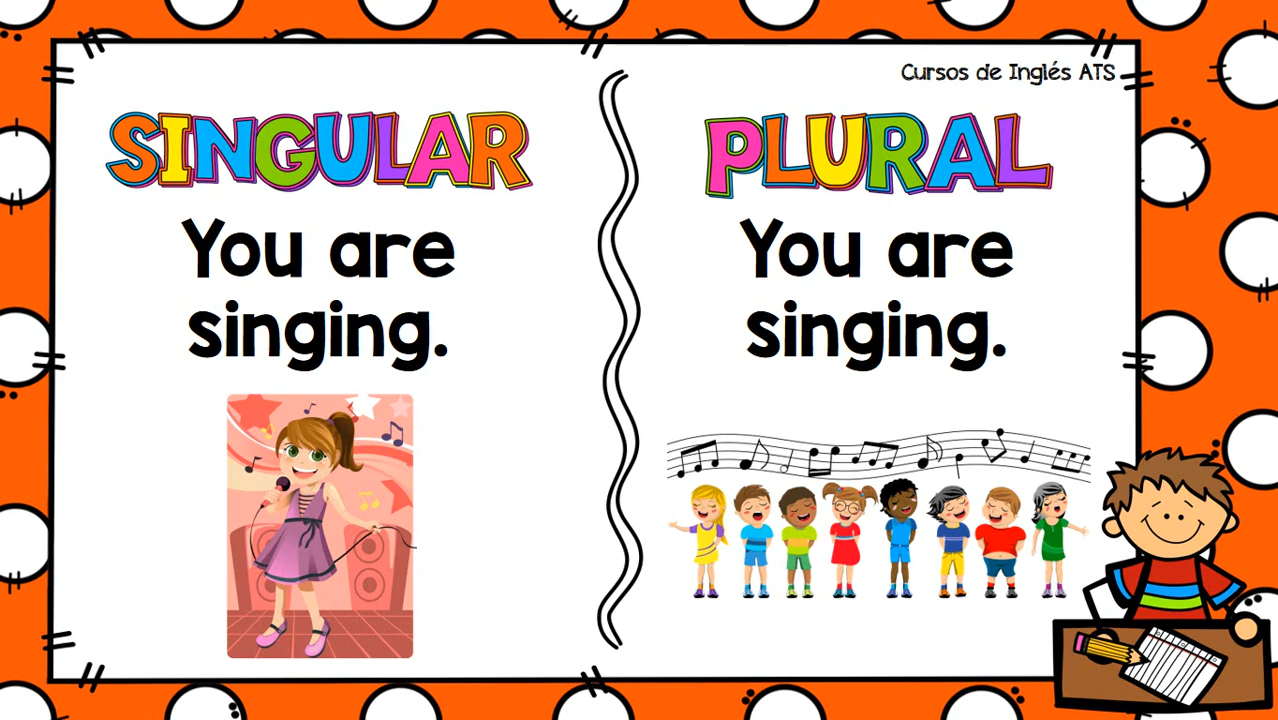 Cursos de Inglés ATS
SINGULAR
You are
singing.
PLURAL
You are
singing.